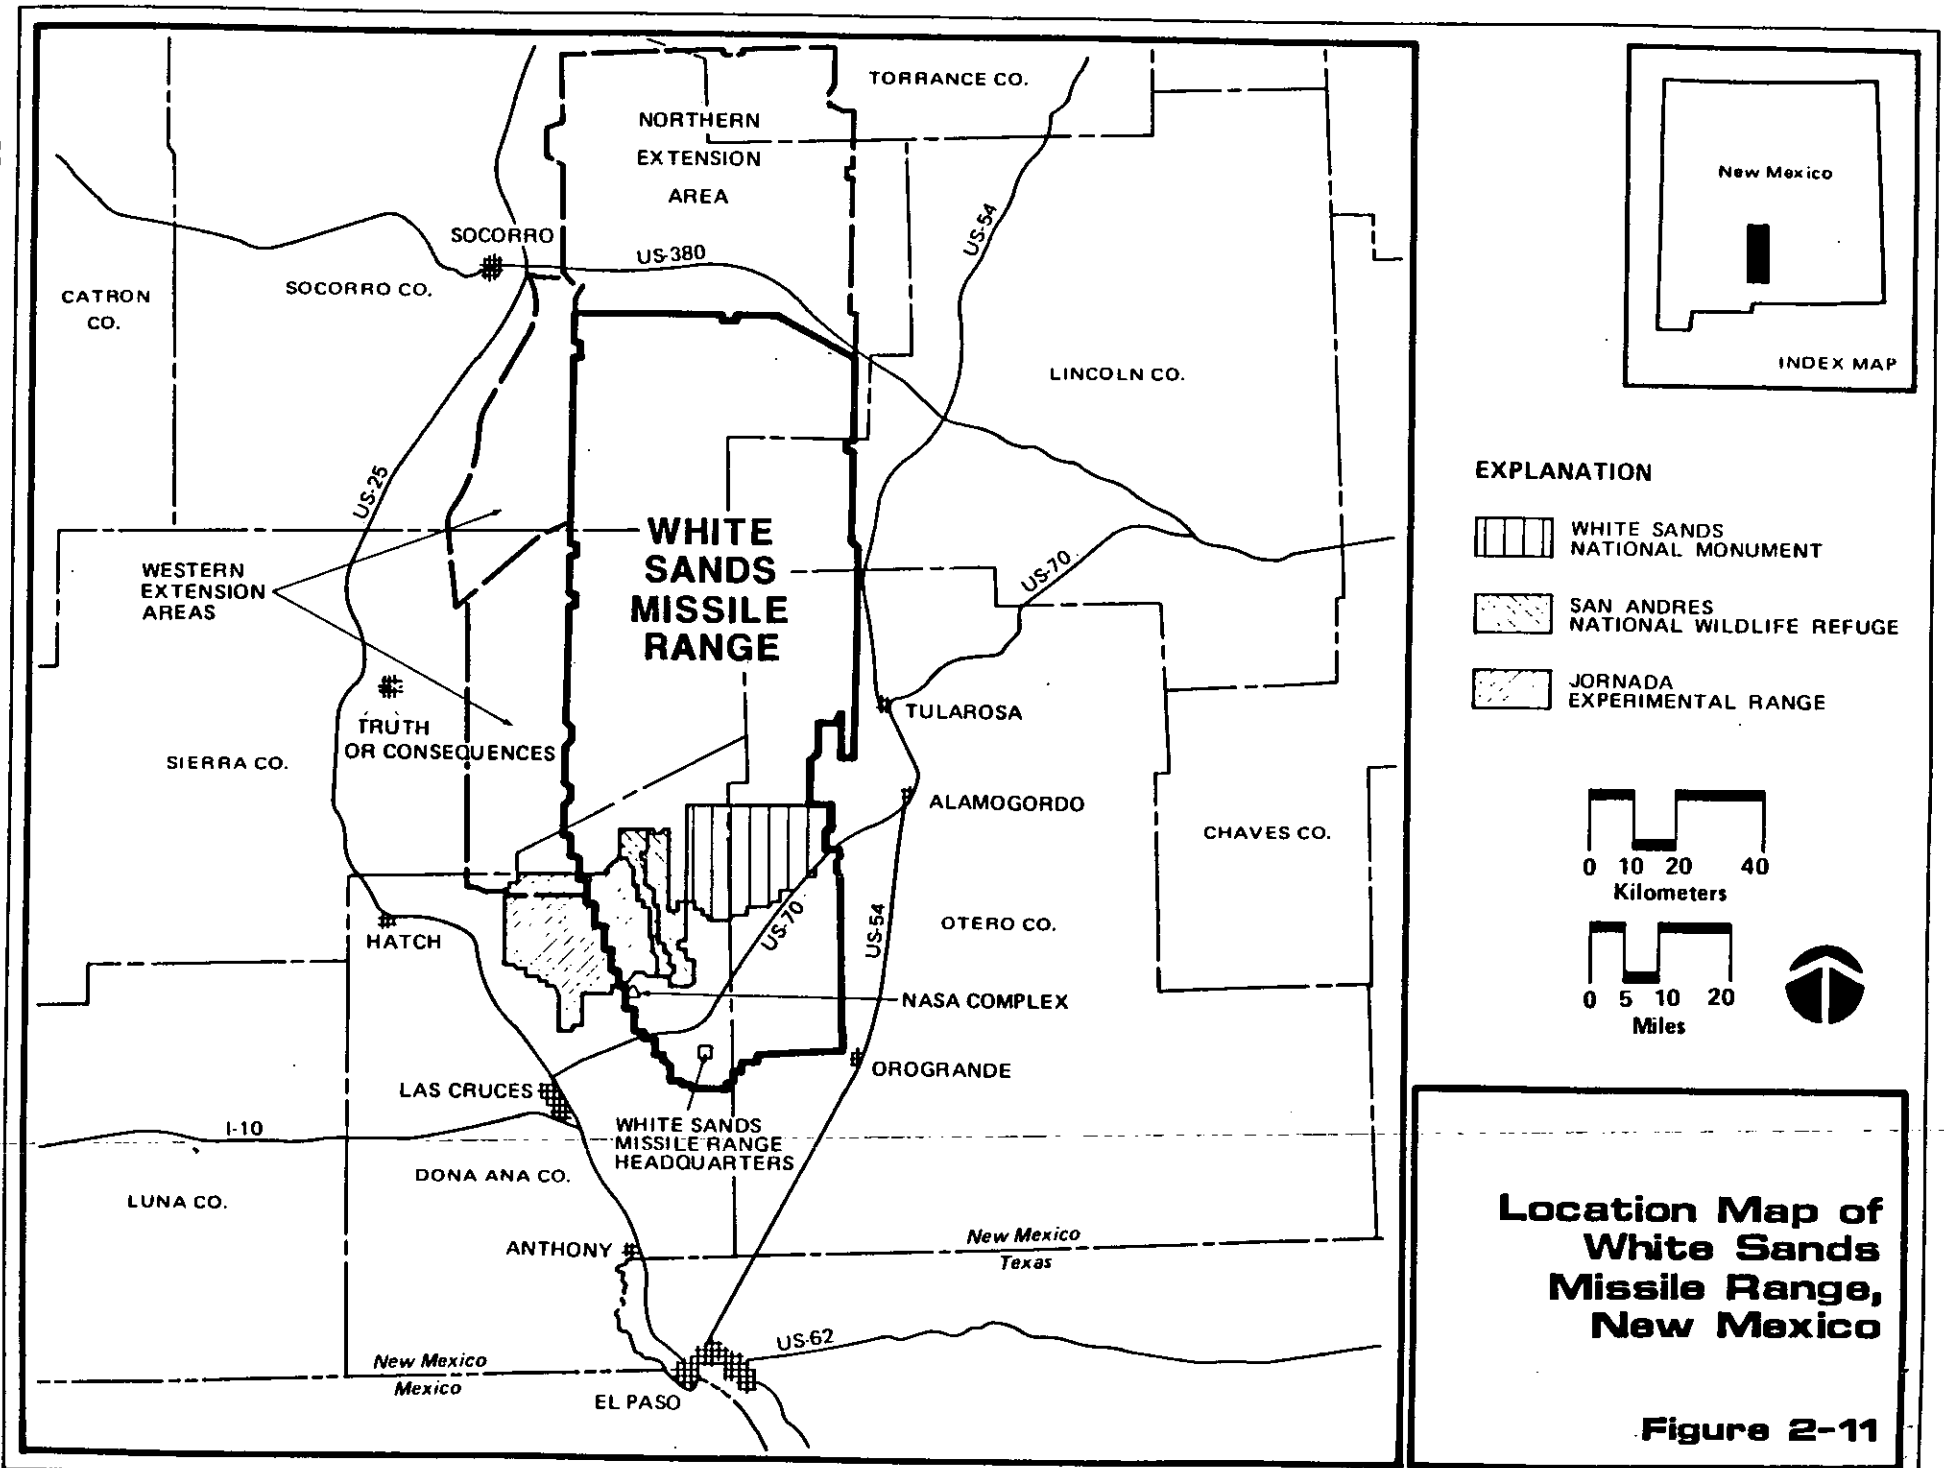 TORRANCE CO.
NORTHERN
EXTENSION
AREA
SOCORRO
US-380
US-54
CATRON
CO.
SOCORRO CO.
LINCOLN CO.
US-25
WHITE
SANDS
MISSILE
RANGE
WESTERN
EXTENSION
AREAS
US-70
TRUTH
OR CONSEQUENCES
TULAROSA
SIERRA CO.
ALAMOGORDO
CHAVES CO.
HATCH
US-70
US-54
OTERO CO.
NASA COMPLEX
OROGRANDE
LAS CRUCES
WHITE SANDS
MISSILE RANGE
HEADQUARTERS
I-10
DONA ANA CO.
LUNA CO.
ANTHONY
New Mexico
Texas
US-62
New Mexico
Mexico
EL PASO
New Mexico
INDEX MAP
EXPLANATION
WHITE SANDS
NATIONAL MONUMENT
SAN ANDRES
NATIONAL WILDLIFE REFUGE
JORNADA
EXPERIMENTAL RANGE
0 10 20 40
Kilometers
0 5 10 20
Miles
Location Map of
White Sands
Missile Range,
New Mexico
Figure 2-11